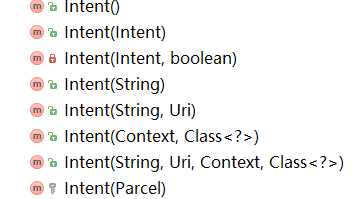 m Intent()
m Intent(Intent)
m Intent(Intent, boolean)
m Intent(String)
m Intent(String, Uri)
m Intent(Context, Class<?>)
m Intent(String, Uri, Context, Class<?>)
m Intent(Parcel)